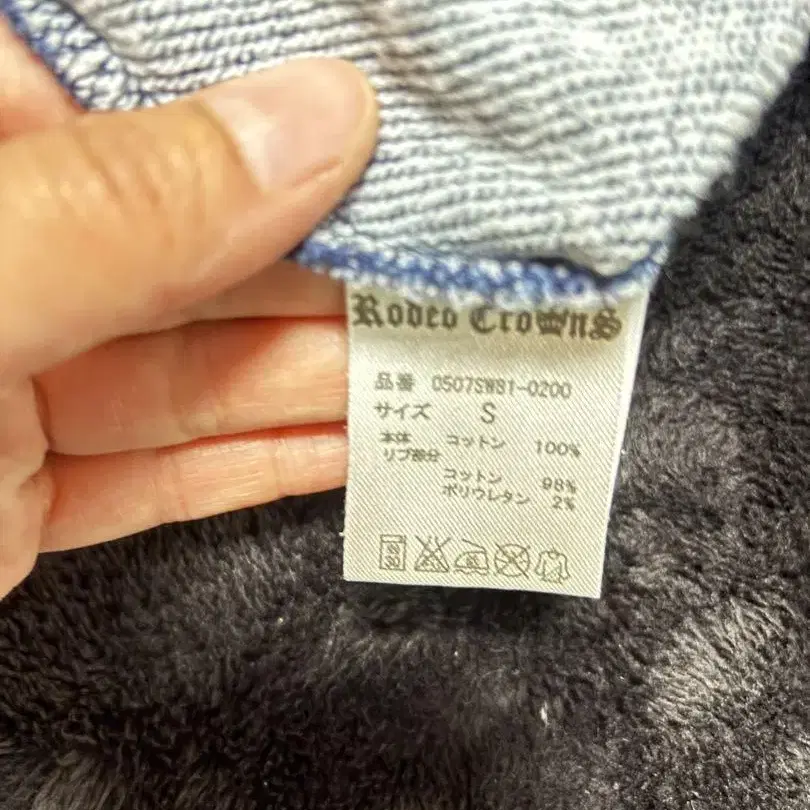 Rodeo Crowns
品番 0507SW81-0200
サイズ S
本体 コットン 100%
リブ部分
コットン 98%
ポリウレタン 2%